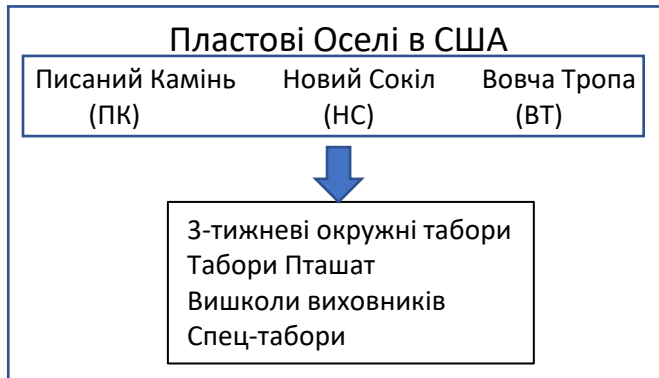 Пластові Оселі в США
Писаний Камінь Новий Сокіл Вовча Тропа
(ПК) (НС) (ВТ)
3-тижневі окружні табори
Табори Пташат
Вишколи виховників
Спец-табори